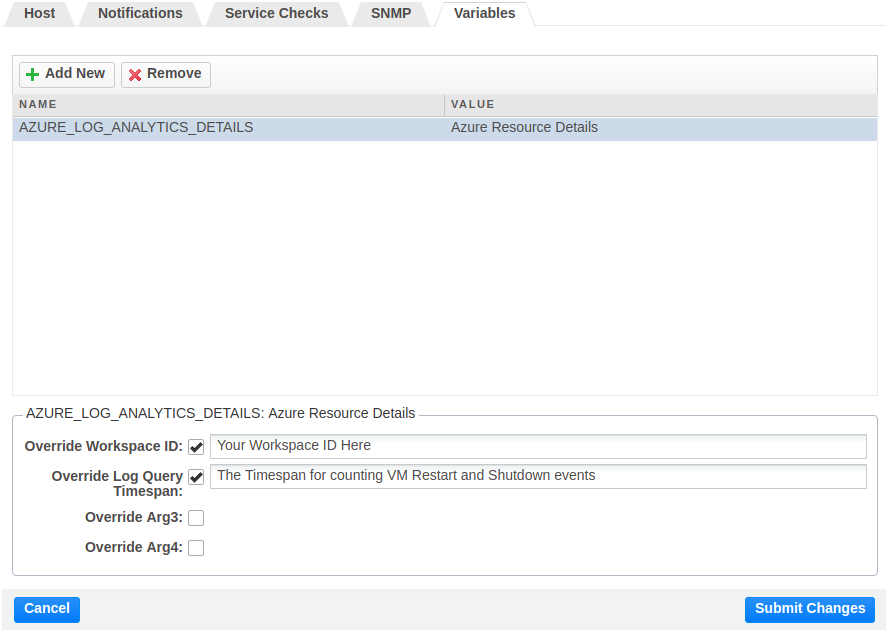 Host Notifications Service Checks SNMP Variables
Add New Remove
NAME VALUE
AZURE_LOG_ANALYTICS_DETAILS Azure Resource Details
AZURE_LOG_ANALYTICS_DETAILS: Azure Resource Details
Override Workspace ID: Your Workspace ID Here
Override Log Query The Timespan for counting VM Restart and Shutdown events
Timespan:
Override Arg3:
Override Arg4:
Cancel Submit Changes